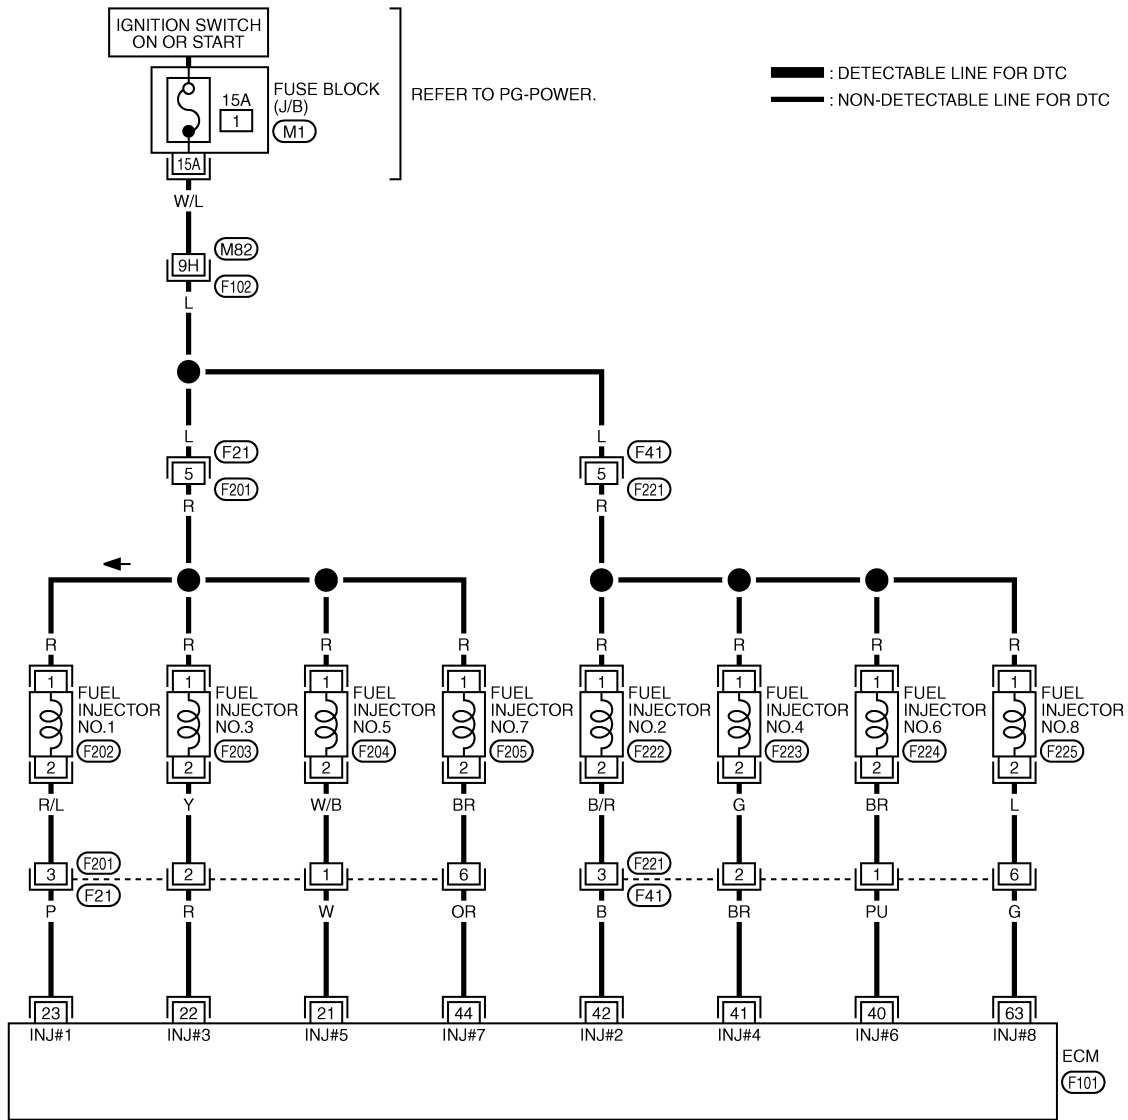 IGNITION SWITCH
ON OR START
FUSE BLOCK
(J/B)
15A
1
M1
REFER TO PG-POWER.
: DETECTABLE LINE FOR DTC
: NON-DETECTABLE LINE FOR DTC
15A
W/L
9H
M82
F102
L
L
L
5
F21
F201
5
F41
F221
R
R
R
R
R
R
R
R
R
R
1
1
1
1
1
1
1
1
FUEL
INJECTOR
NO.1
F202
FUEL
INJECTOR
NO.3
F203
FUEL
INJECTOR
NO.5
F204
FUEL
INJECTOR
NO.7
F205
FUEL
INJECTOR
NO.2
F222
FUEL
INJECTOR
NO.4
F223
FUEL
INJECTOR
NO.6
F224
FUEL
INJECTOR
NO.8
F225
2
2
2
2
2
2
2
2
R/L
Y
W/B
BR
B/R
G
BR
L
3
F201
F21
2
1
6
3
F221
F41
2
1
6
P
R
W
OR
B
BR
PU
G
23
22
21
44
42
41
40
63
INJ#1
INJ#3
INJ#5
INJ#7
INJ#2
INJ#4
INJ#6
INJ#8
ECM
F101